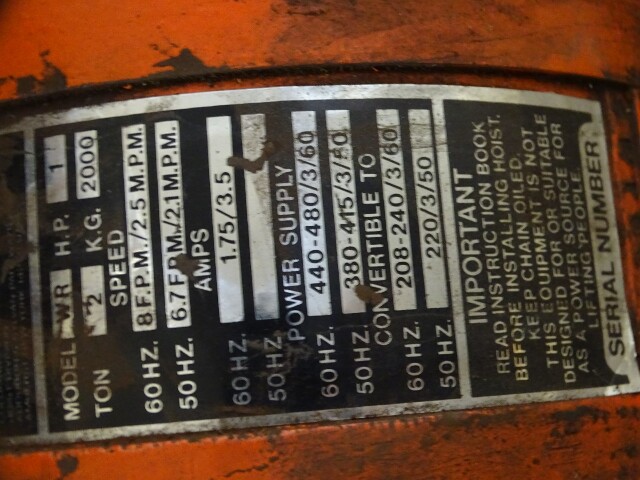 MODEL WR H.P. 1
TON 2 K.G. 2000
SPEED
60 HZ. 8 F.P.M./2.5 M.P.M.
50 HZ. 6.7 F.P.M./2.1 M.P.M.
AMPS
60 HZ. 1.75/3.5
50 HZ.
POWER SUPPLY
60 HZ. 440-480/3/60
50 HZ. 380-415/3/50
CONVERTIBLE TO
60 HZ. 208-240/3/60
50 HZ. 220/3/50
IMPORTANT
READ INSTRUCTION BOOK
BEFORE INSTALLING HOIST.
KEEP CHAIN OILED.
THIS EQUIPMENT IS NOT
DESIGNED FOR OR SUITABLE
AS A POWER SOURCE FOR
LIFTING PEOPLE.
SERIAL NUMBER